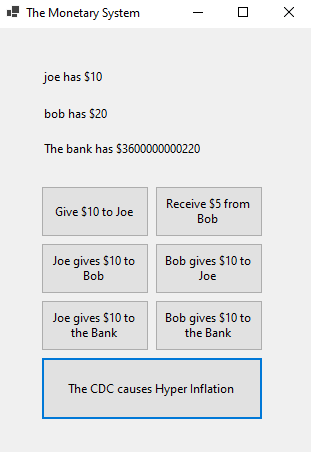 The Monetary System
joe has $10
bob has $20
The bank has $3600000000220
Give $10 to Joe
Receive $5 from
Bob
Joe gives $10 to
Bob
Bob gives $10 to
Joe
Joe gives $10 to
the Bank
Bob gives $10 to
the Bank
The CDC causes Hyper Inflation